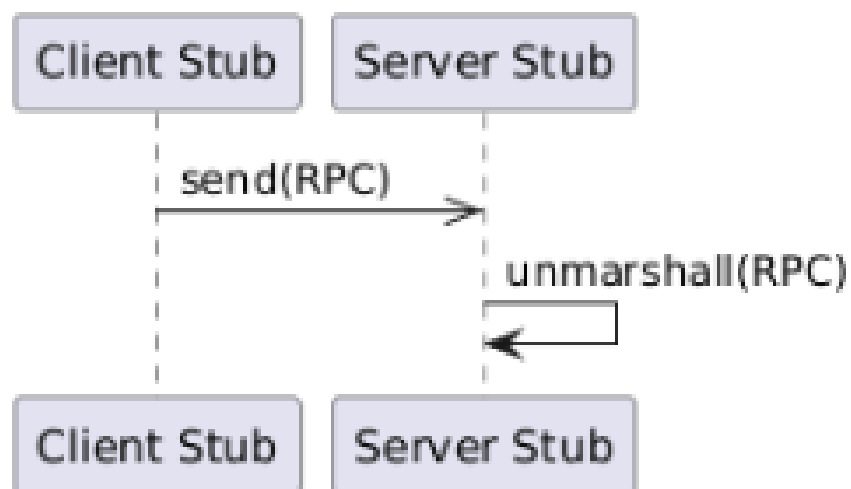 Client Stub Server Stub
send(RPC)
unmarshall(RPC)
Client Stub Server Stub